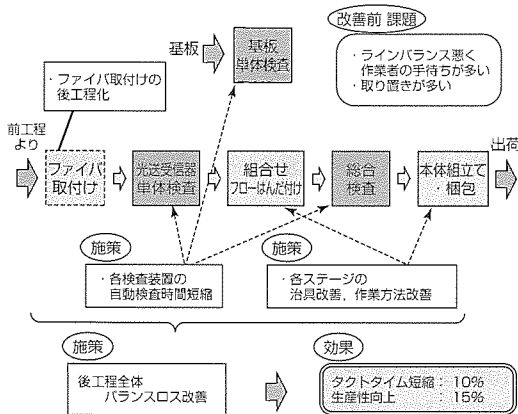 改善前 課題
・ラインバランス悪く
作業者の手待ちが多い
・取り置きが多い
基板
基板
単体検査
・ファイバ取付けの
後工程化
前工程
より
ファイバ
取付け
光送受信器
単体検査
組合せ
フローはんだ付け
総合
検査
本体組立て
・梱包
出荷
施策
・各検査装置の
自動検査時間短縮
施策
・各ステージの
治具改善、作業方法改善
施策
後工程全体
バランスロス改善
効果
タクトタイム短縮： 10%
生産性向上 ： 15%